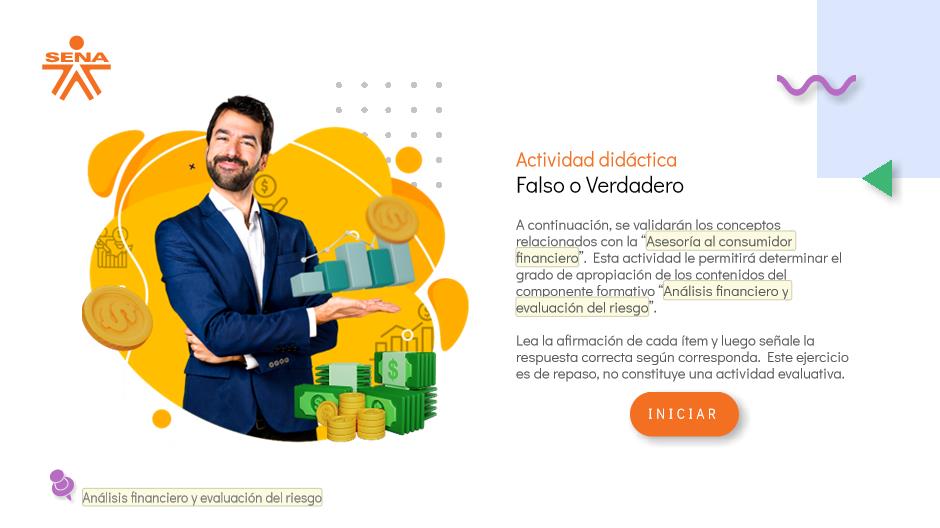 SENA
Actividad didáctica
Falso o Verdadero
A continuación, se validarán los conceptos
relacionados con la “Asesoría al consumidor
financiero”. Esta actividad le permitirá determinar el
grado de apropiación de los contenidos del
componente formativo “Análisis financiero y
evaluación del riesgo”.
Lea la afirmación de cada ítem y luego señale la
respuesta correcta según corresponda. Este ejercicio
es de repaso, no constituye una actividad evaluativa.
INICIAR
Análisis financiero y evaluación del riesgo